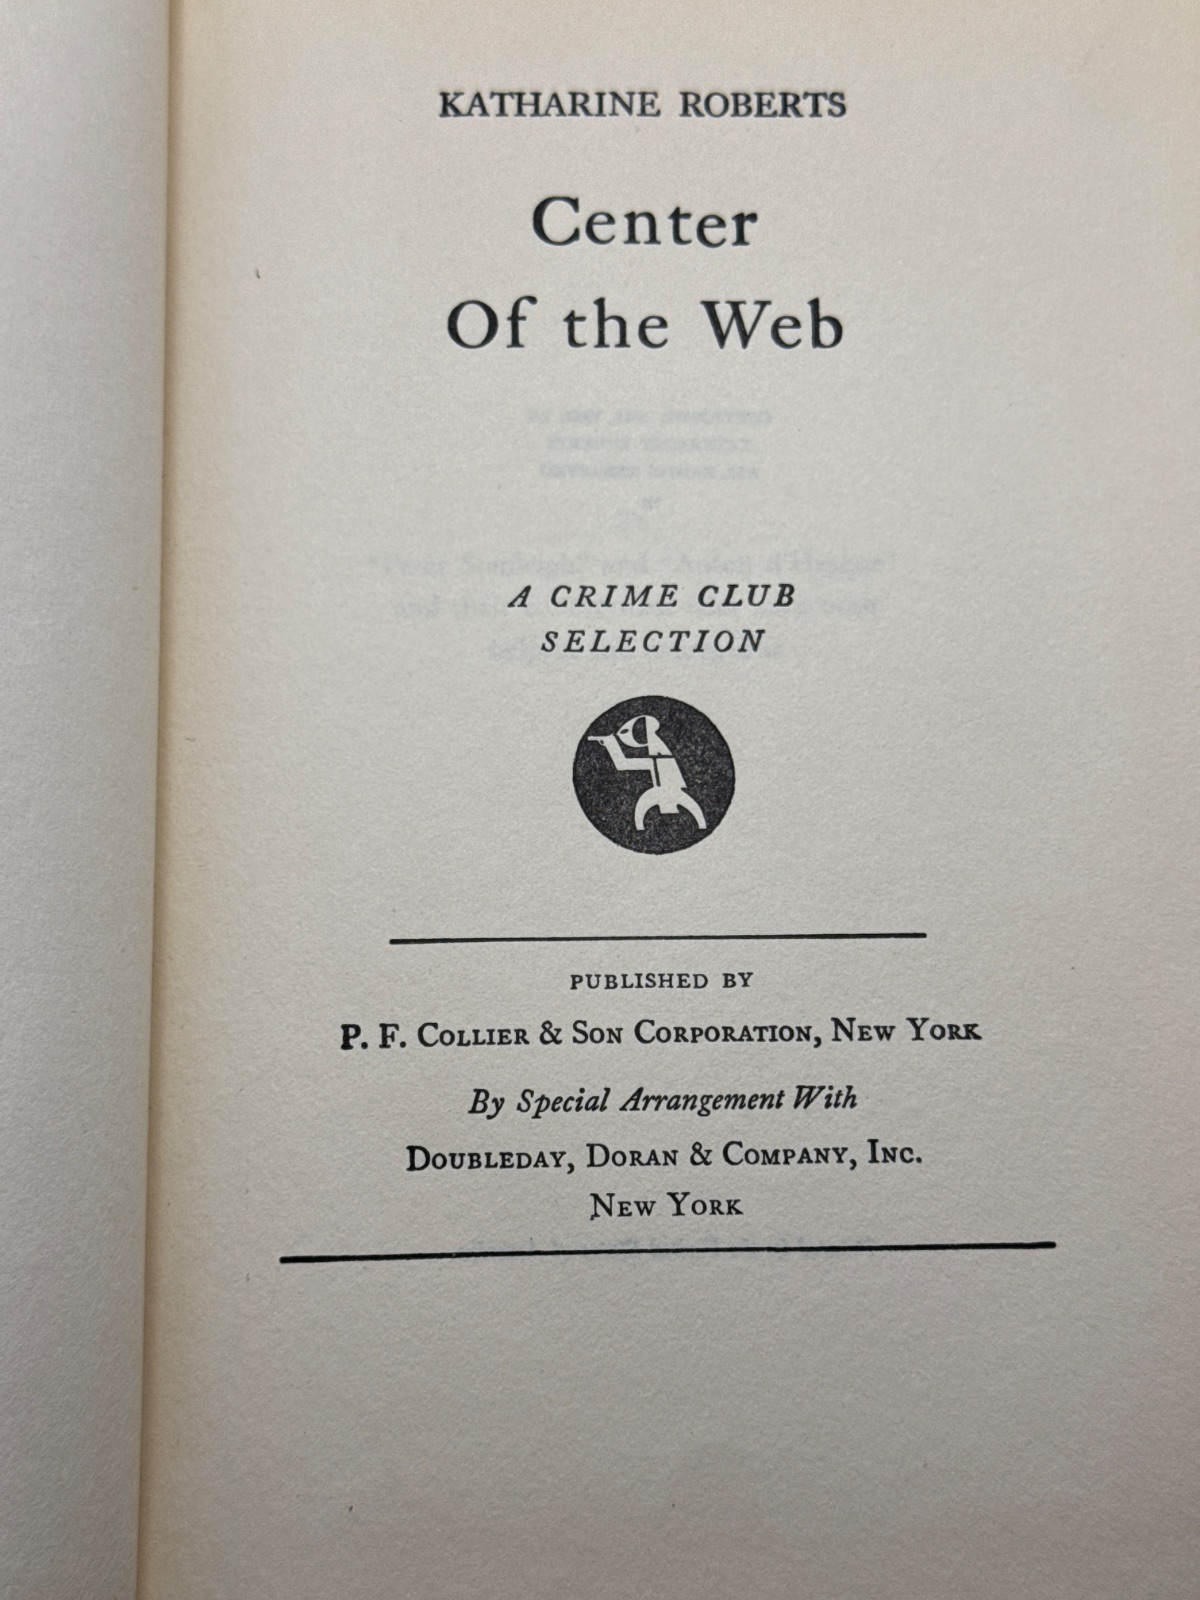 KATHARINE ROBERTS
Center
Of the Web
A CRIME CLUB
SELECTION
PUBLISHED BY
P. F. COLLIER & SON CORPORATION, NEW YORK
By Special Arrangement With
DOUBLEDAY, DORAN & COMPANY, INC.
NEW YORK